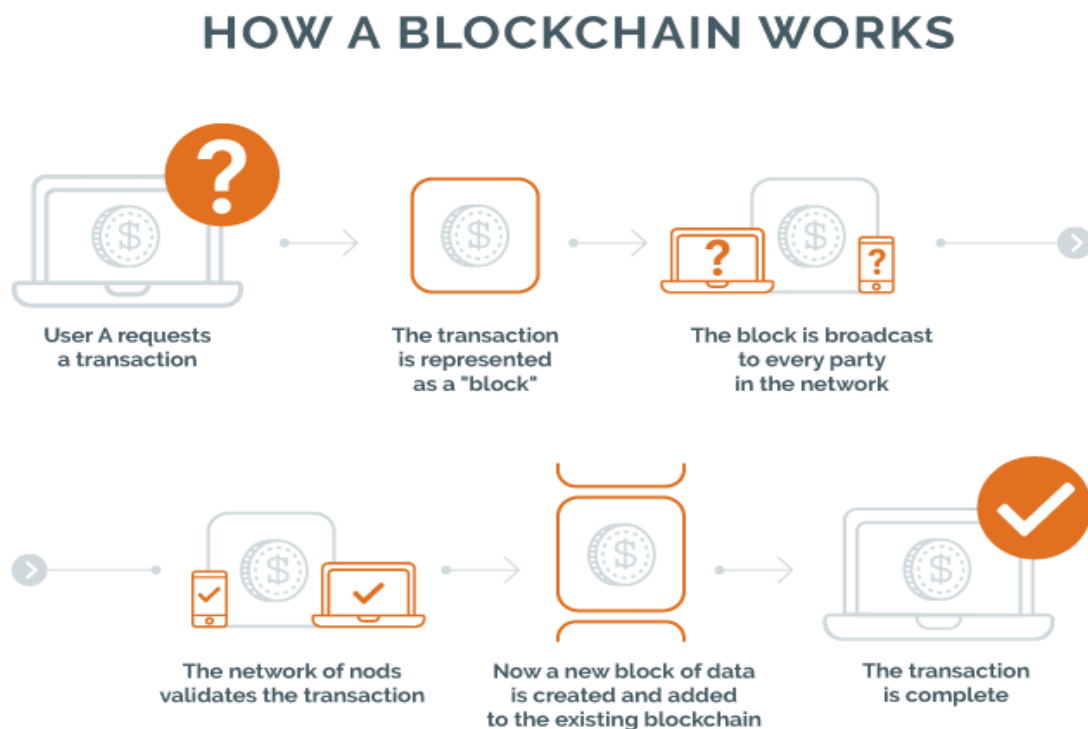 HOW A BLOCKCHAIN WORKS
?
$
$
?
$
?
User A requests
a transaction
The transaction
is represented
as a "block"
The block is broadcast
to every party
in the network
$
$
$
The network of nods
validates the transaction
Now a new block of data
is created and added
to the existing blockchain
The transaction
is complete